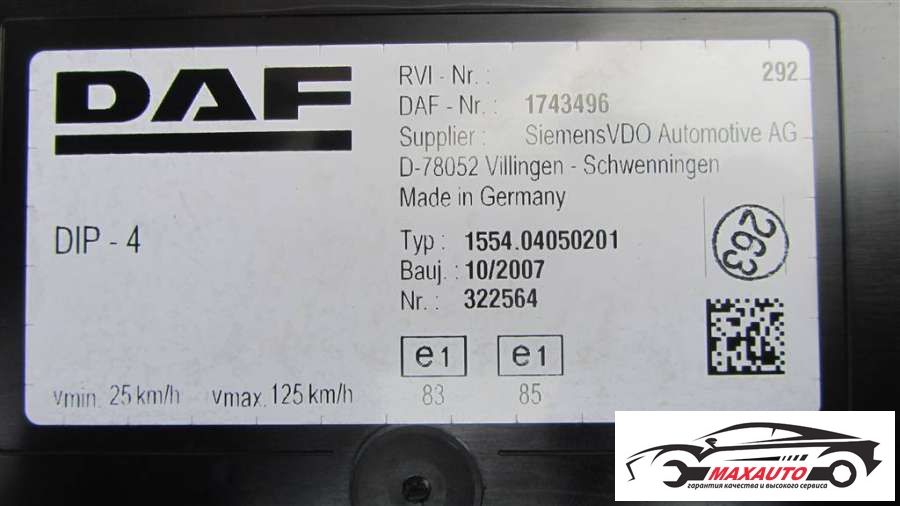 DAF
DIP - 4
vmin. 25 km/h vmax. 125 km/h
RVI - Nr. : 292
DAF - Nr. : 1743496
Supplier : SiemensVDO Automotive AG
D-78052 Villingen - Schwenningen
Made in Germany
Typ : 1554.04050201
Bauj. : 10/2007
Nr. : 322564
263
e1 e1
83 85
MAXAUTO
гарантия качества и высокого сервиса